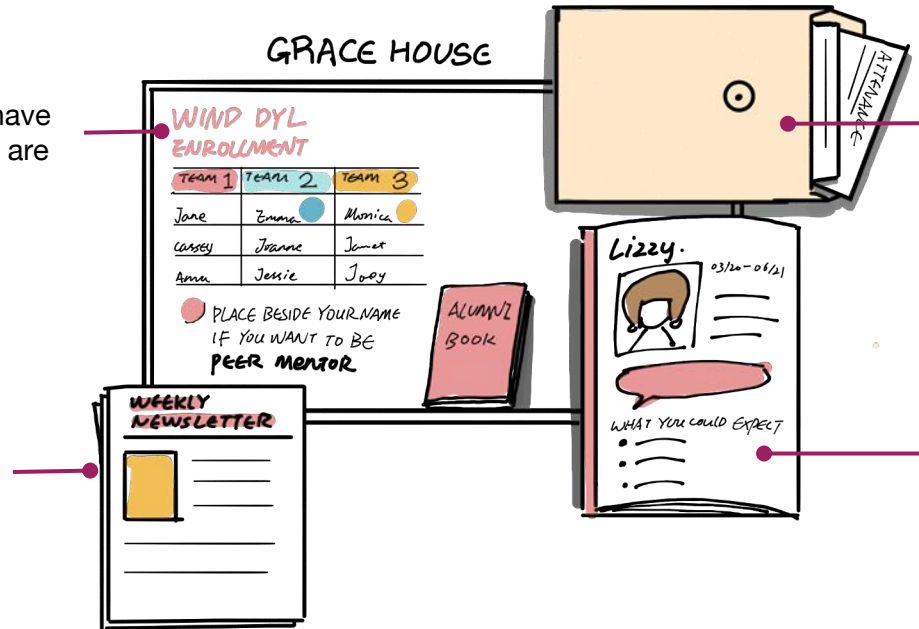 GRACE HOUSE
have
are
WIND DYL
ENROLLMENT
TEAM 1 TEAM 2 TEAM 3
Jane Emma Monica
Cassey Joanne Janet
Anna Jessie Joey
PLACE BESIDE YOUR NAME
IF YOU WANT TO BE
PEER MENTOR
ALUMNI
BOOK
ATTENANCE
Lizzy.
03/20-06/21
WHAT YOU COULD EXPECT
WEEKLY
NEWSLETTER